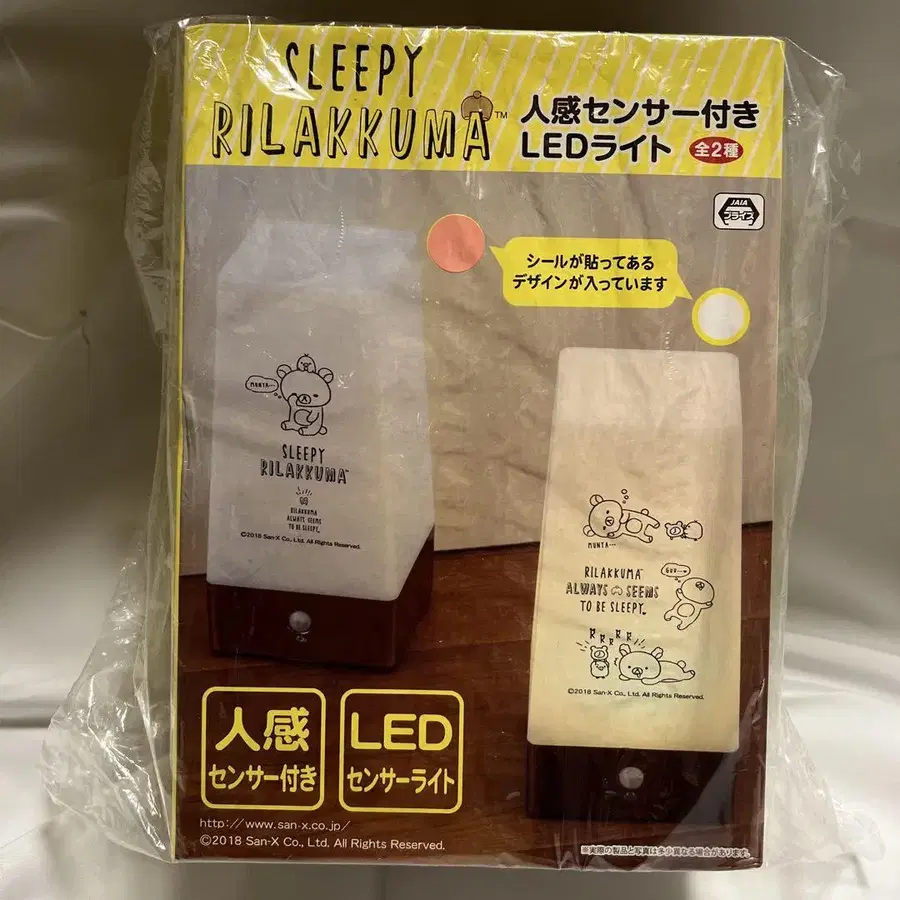 SLEEPY
RILAKKUMA™
人感センサー付き
LEDライト 全2種
JAIA
プライズ
シールが貼ってある
デザインが入っています
MUNYA...
SLEEPY
RILAKKUMA™
RILAKKUMA
ALWAYS SEEMS
TO BE SLEEPY.
©2018 San-X Co., Ltd. All Rights Reserved.
MUNYA...
RILAKKUMA™
ALWAYS SEEMS
TO BE SLEEPY.
GUU...
RRRRR
©2018 San-X Co., Ltd. All Rights Reserved.
人感
センサー付き
LED
センサーライト
http://www.san-x.co.jp/
©2018 San-X Co., Ltd. All Rights Reserved.
※実際の製品と写真は多少異なる場合があります。